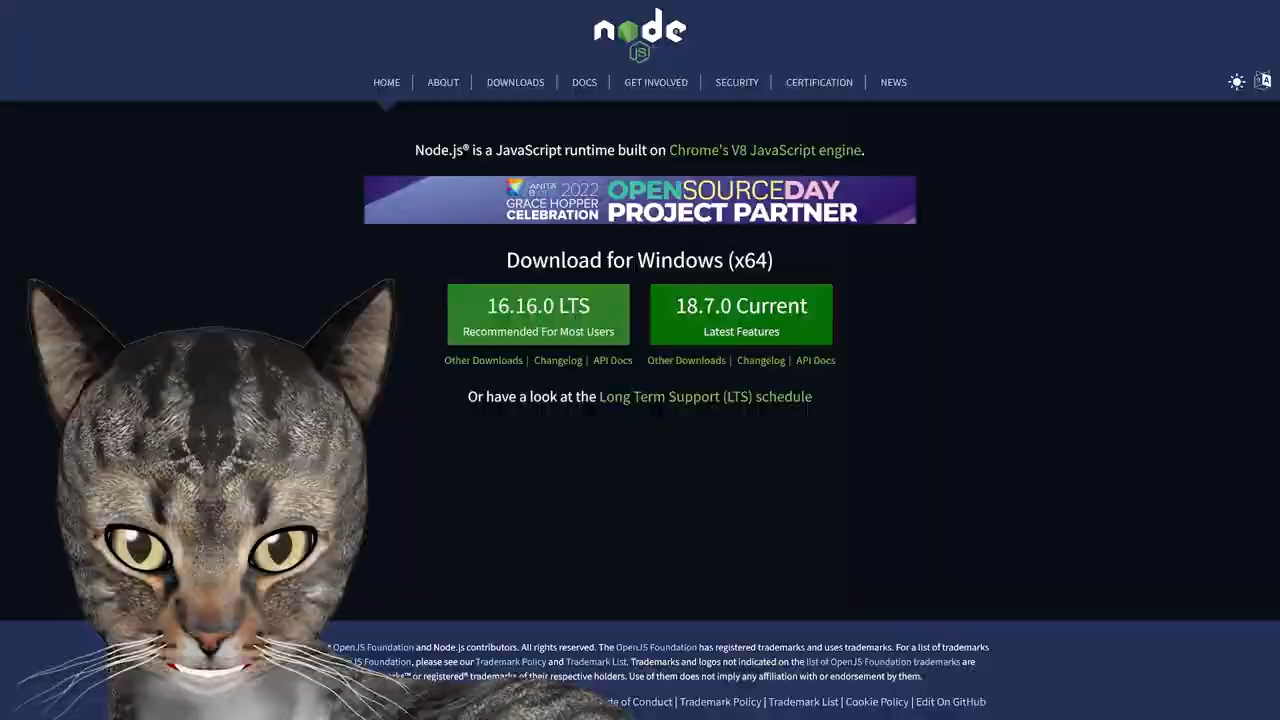 node
JS
HOME | ABOUT | DOWNLOADS | DOCS | GET INVOLVED | SECURITY | CERTIFICATION | NEWS
Node.js® is a JavaScript runtime built on Chrome's V8 JavaScript engine.
ANITA 2022
GRACE HOPPER
CELEBRATION
OPENSOURCEDAY
PROJECT PARTNER
Download for Windows (x64)
16.16.0 LTS
Recommended For Most Users
18.7.0 Current
Latest Features
Other Downloads | Changelog | API Docs
Other Downloads | Changelog | API Docs
Or have a look at the Long Term Support (LTS) schedule
OpenJS Foundation and Node.js contributors. All rights reserved. The OpenJS Foundation has registered trademarks and uses trademarks. For a list of trademarks
Foundation, please see our Trademark Policy and Trademark List. Trademarks and logos not indicated on the list of OpenJS Foundation trademarks are
or registered® trademarks of their respective holders. Use of them does not imply any affiliation with or endorsement by them.
of Conduct | Trademark Policy | Trademark List | Cookie Policy | Edit On GitHub